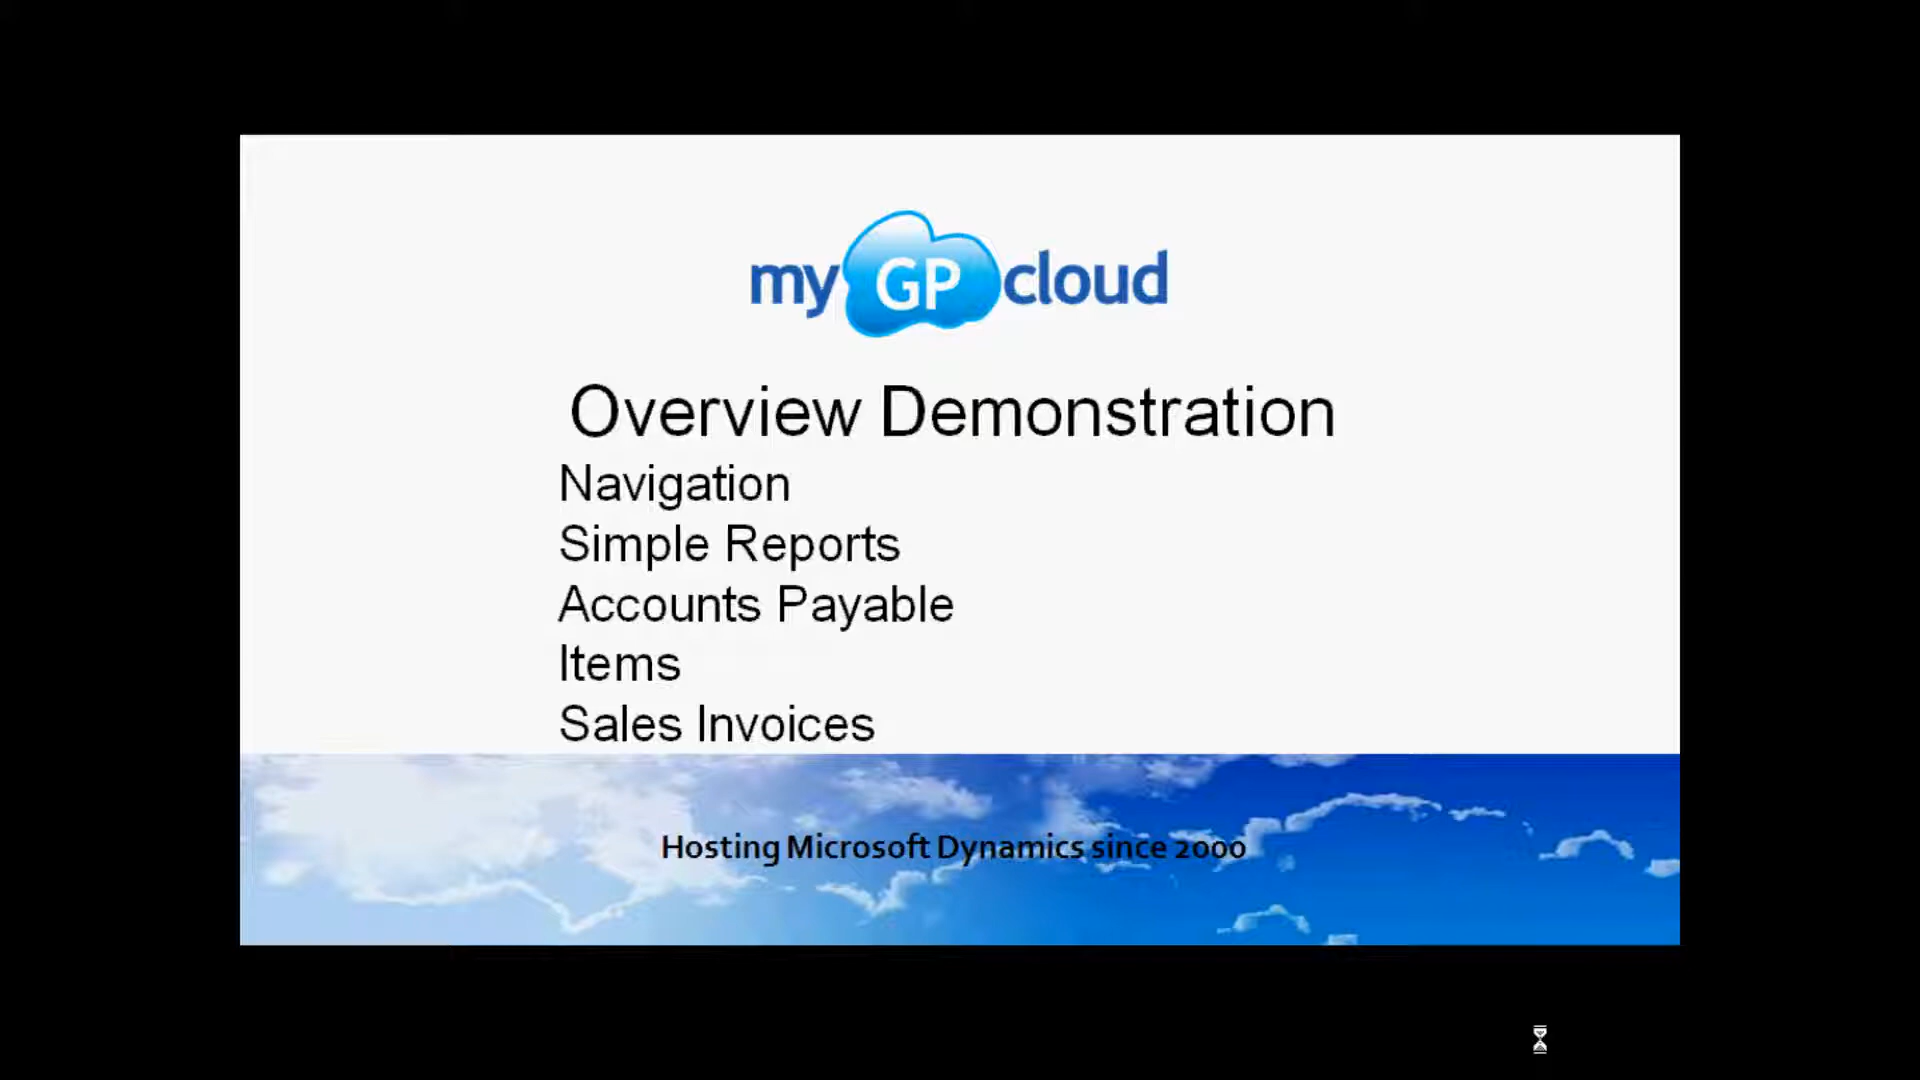 my GP cloud
Overview Demonstration
Navigation
Simple Reports
Accounts Payable
Items
Sales Invoices
Hosting Microsoft Dynamics since 2000